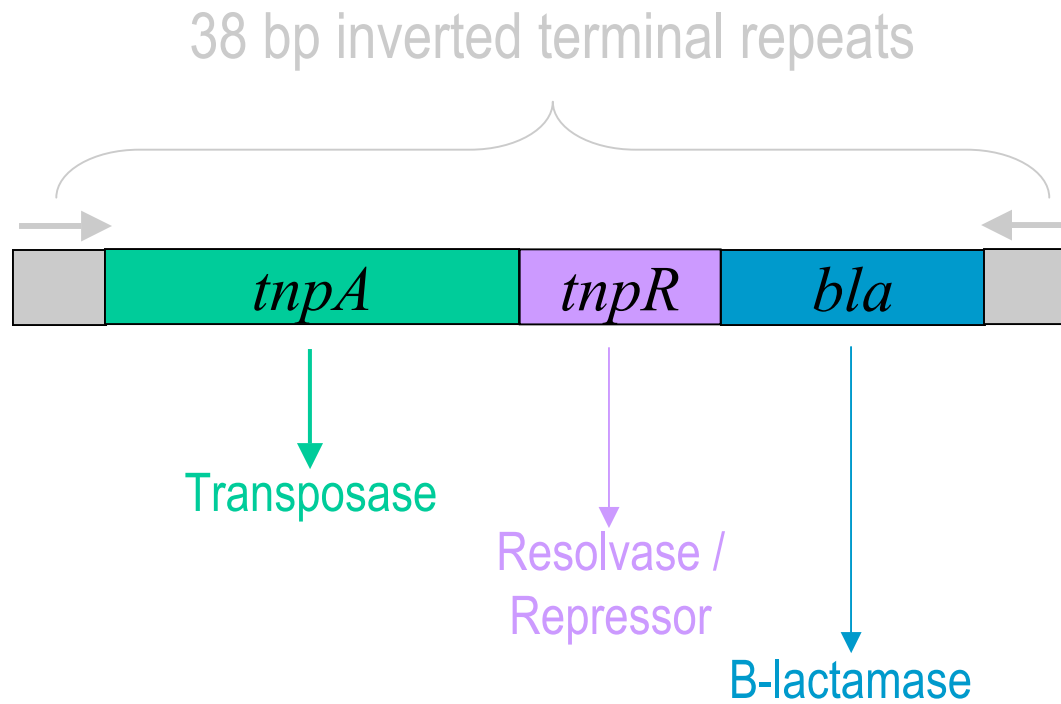 38 bp inverted terminal repeats
tnpA tnpR bla
Transposase
Resolvase /
Repressor
B-lactamase